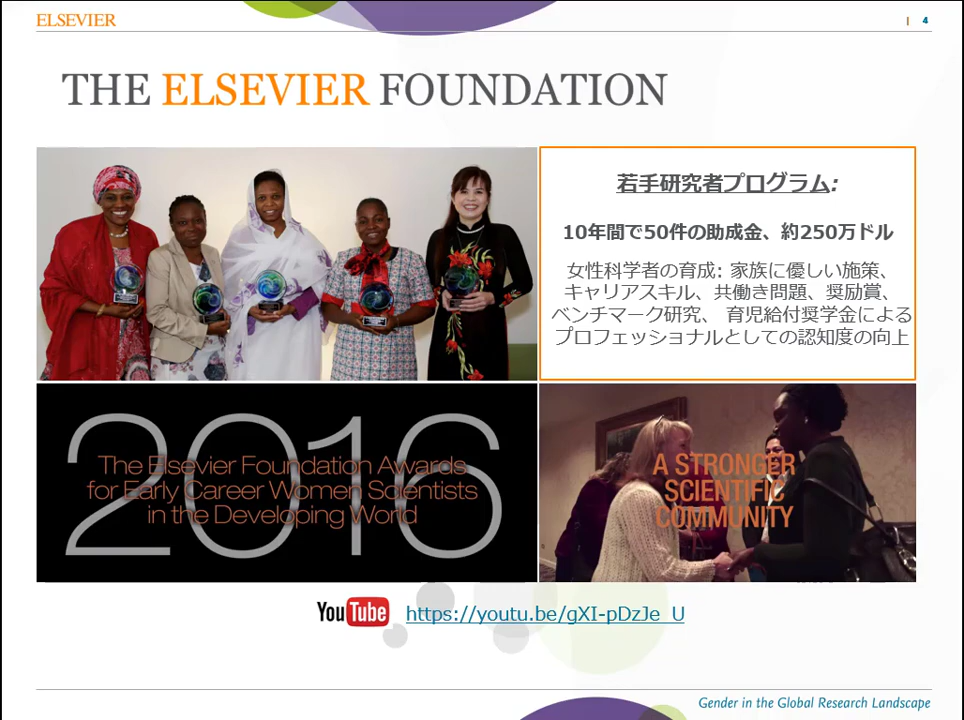 ELSEVIER
| 4
THE ELSEVIER FOUNDATION
若手研究者プログラム:
10年間で50件の助成金、約250万ドル
女性科学者の育成: 家族に優しい施策、
キャリアスキル、共働き問題、奨励賞、
ベンチマーク研究、 育児給付奨学金による
プロフェッショナルとしての認知度の向上
2016
The Elsevier Foundation Awards
for Early Career Women Scientists
in the Developing World
A STRONGER
SCIENTIFIC
COMMUNITY
YouTube https://youtu.be/gXI-pDzJe_U
Gender in the Global Research Landscape